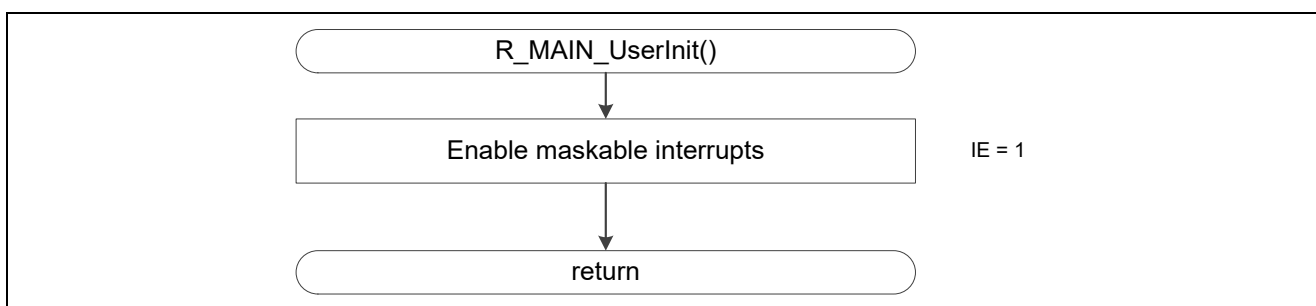 R_MAIN_UserInit()
Enable maskable interrupts
IE = 1
return